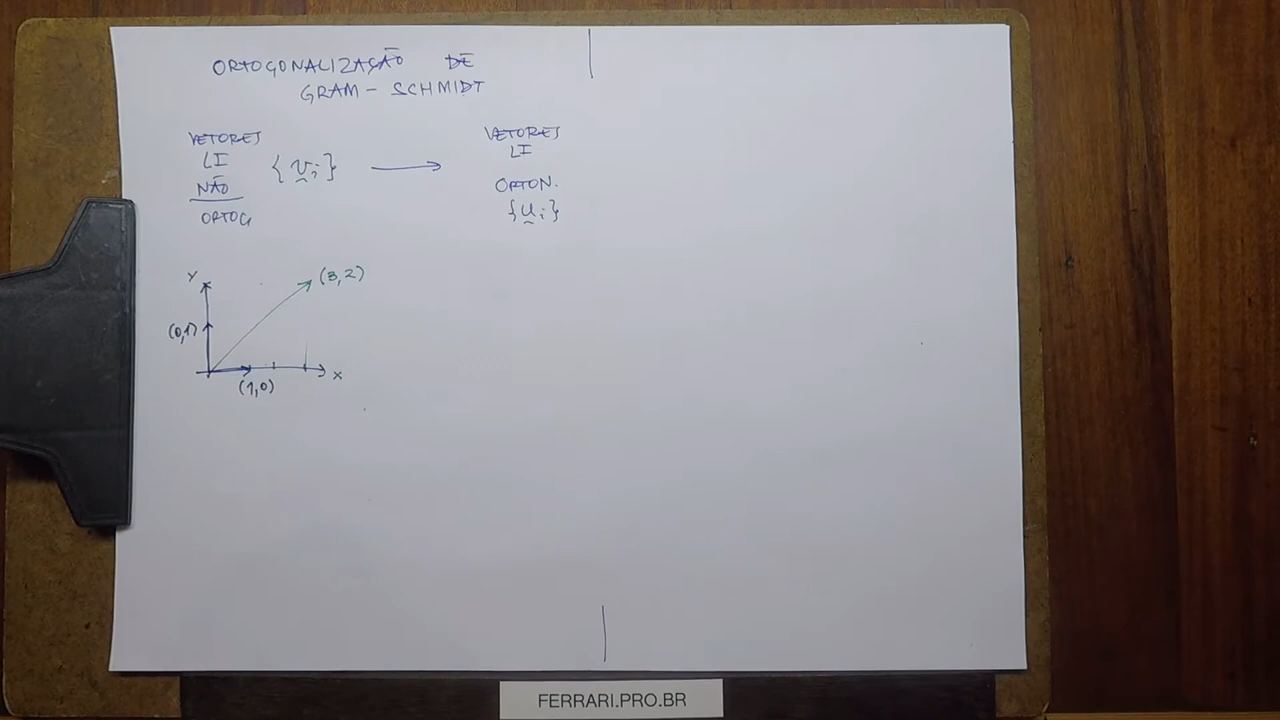 ORTOGONALIZAÇÃO DE
GRAM - SCHMIDT
VETORES
LI
NÃO
ORTOG
{vᵢ}
VETORES
LI
ORTON.
{uᵢ}
Y
(3,2)
(0,1)
(1,0)
X
FERRARI.PRO.BR